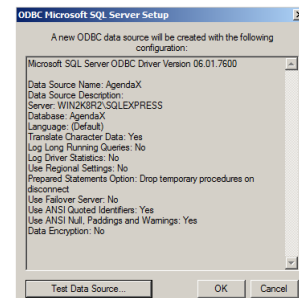 ODBC Microsoft SQL Server Setup
A new ODBC data source will be created with the following
configuration:
Microsoft SQL Server ODBC Driver Version 06.01.7600
Data Source Name: AgendaX
Data Source Description:
Server: WIN2K8R2\SQLEXPRESS
Database: AgendaX
Language: (Default)
Translate Character Data: Yes
Log Long Running Queries: No
Log Driver Statistics: No
Use Regional Settings: No
Prepared Statements Option: Drop temporary procedures on
disconnect
Use Failover Server: No
Use ANSI Quoted Identifiers: Yes
Use ANSI Null, Paddings and Warnings: Yes
Data Encryption: No
Test Data Source...
OK
Cancel